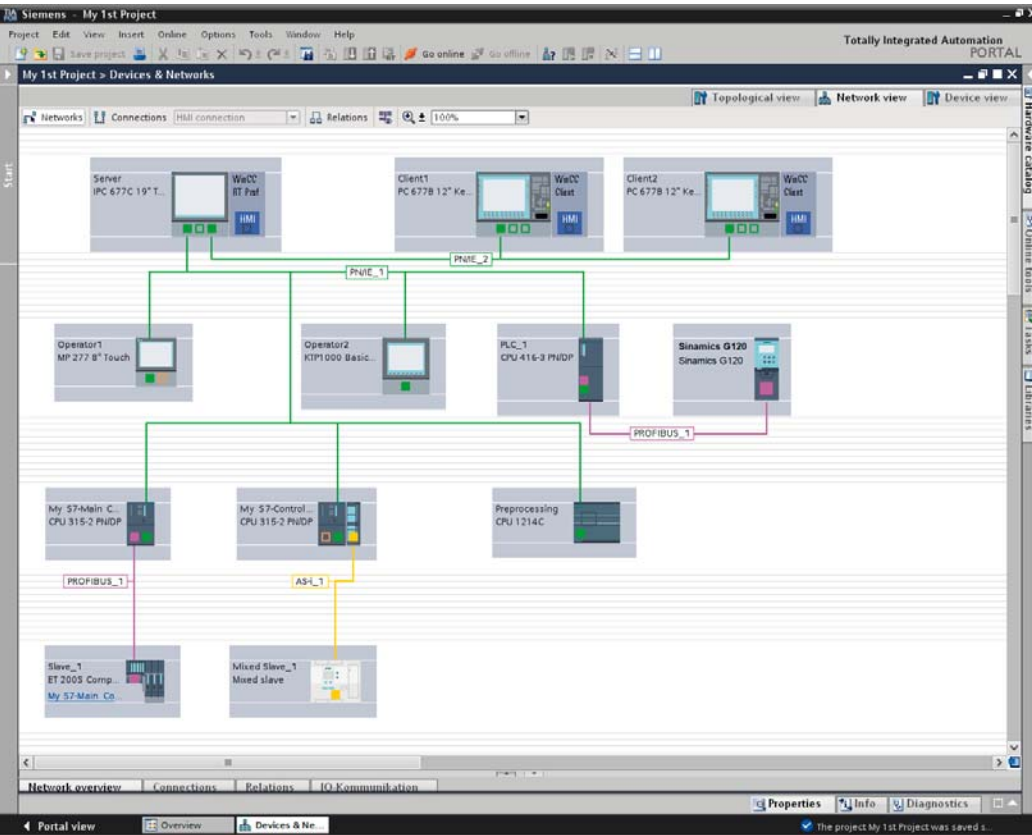 Siemens - My 1st Project
Project Edit View Insert Online Options Tools Window Help
Totally Integrated Automation
PORTAL
Save project Go online Go offline
My 1st Project > Devices & Networks
Topological view Network view Device view
Networks Connections HMI connection Relations 100%
Start
Hardware catalog
Online tools
Tasks
Libraries
Server
IPC 677C 19" T...
WinCC
RT Prof
HMI
Client1
PC 677B 12" Ke...
WinCC
Client
HMI
Client2
PC 677B 12" Ke...
WinCC
Client
HMI
PN/IE_2
PN/IE_1
Operator1
MP 277 8" Touch
Operator2
KTP1000 Basic...
PLC_1
CPU 416-3 PN/DP
Sinamics G120
Sinamics G120
PROFIBUS_1
My S7-Main C...
CPU 315-2 PN/DP
My S7-Control...
CPU 315-2 PN/DP
Preprocessing
CPU 1214C
PROFIBUS_1
AS-i_1
Slave_1
ET 200S Comp...
My S7-Main Co...
Mixed Slave_1
Mixed slave
Network overview Connections Relations IO-Kommunikation
Properties Info Diagnostics
Portal view Overview Devices & Ne...
The project My 1st Project was saved s...